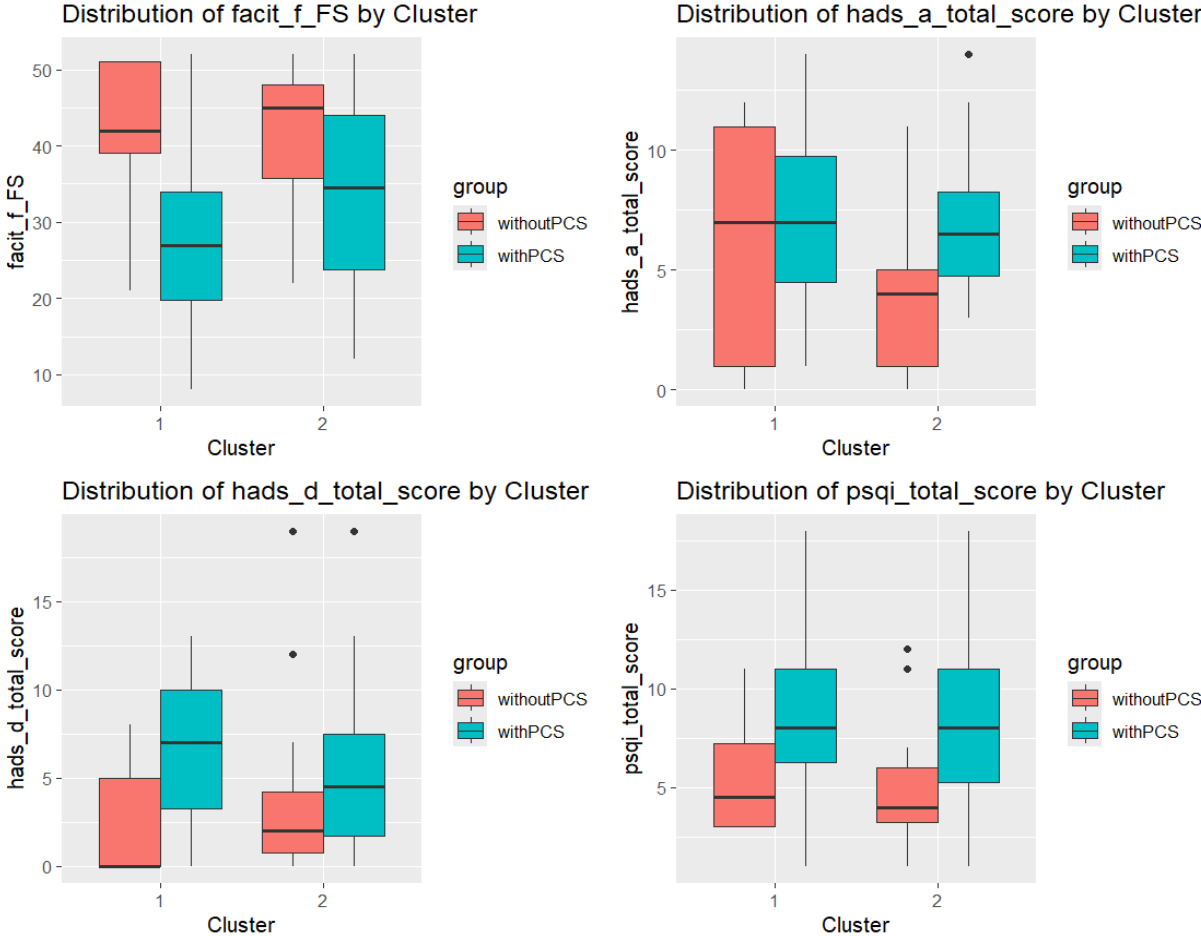 Distribution of facit_f_FS by Cluster
50
40
30
20
10
facit_f_FS
1
2
Cluster
group
withoutPCS
withPCS
Distribution of hads_a_total_score by Cluster
10
5
0
hads_a_total_score
1
2
Cluster
group
withoutPCS
withPCS
Distribution of hads_d_total_score by Cluster
15
10
5
0
hads_d_total_score
1
2
Cluster
group
withoutPCS
withPCS
Distribution of psqi_total_score by Cluster
15
10
5
psqi_total_score
1
2
Cluster
group
withoutPCS
withPCS